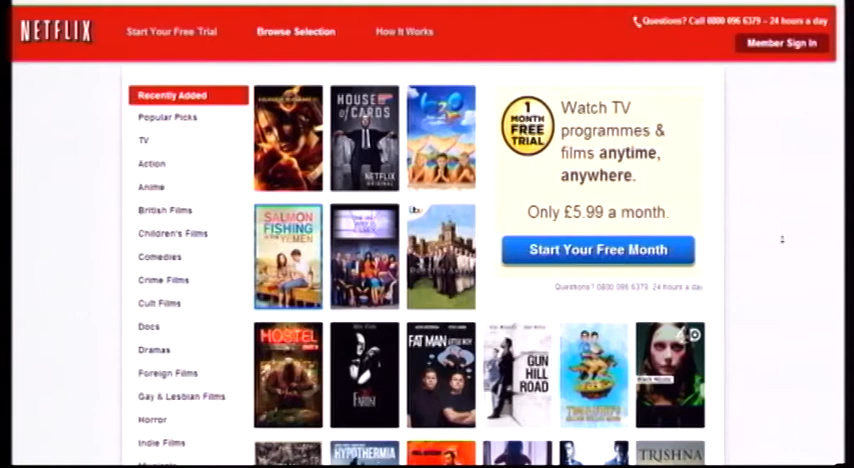 NETFLIX
Start Your Free Trial
Browse Selection
How It Works
Questions? Call 0800 096 6379 – 24 hours a day
Member Sign In
Recently Added
Popular Picks
TV
Action
Anime
British Films
Children's Films
Comedies
Crime Films
Cult Films
Docs
Dramas
Foreign Films
Gay & Lesbian Films
Horror
Indie Films
HOUSE
of CARDS
NETFLIX
ORIGINAL
h2o
SALMON
FISHING
IN THE
YEMEN
itv
HOSTEL
FAT MAN
LITTLE BOY
GUN
HILL
ROAD
4oD
HYPOTHERMIA
TRISHNA
1
MONTH
FREE
TRIAL
Watch TV
programmes &
films anytime,
anywhere.
Only £5.99 a month.
Start Your Free Month
Questions? 0800 096 6379. 24 hours a day